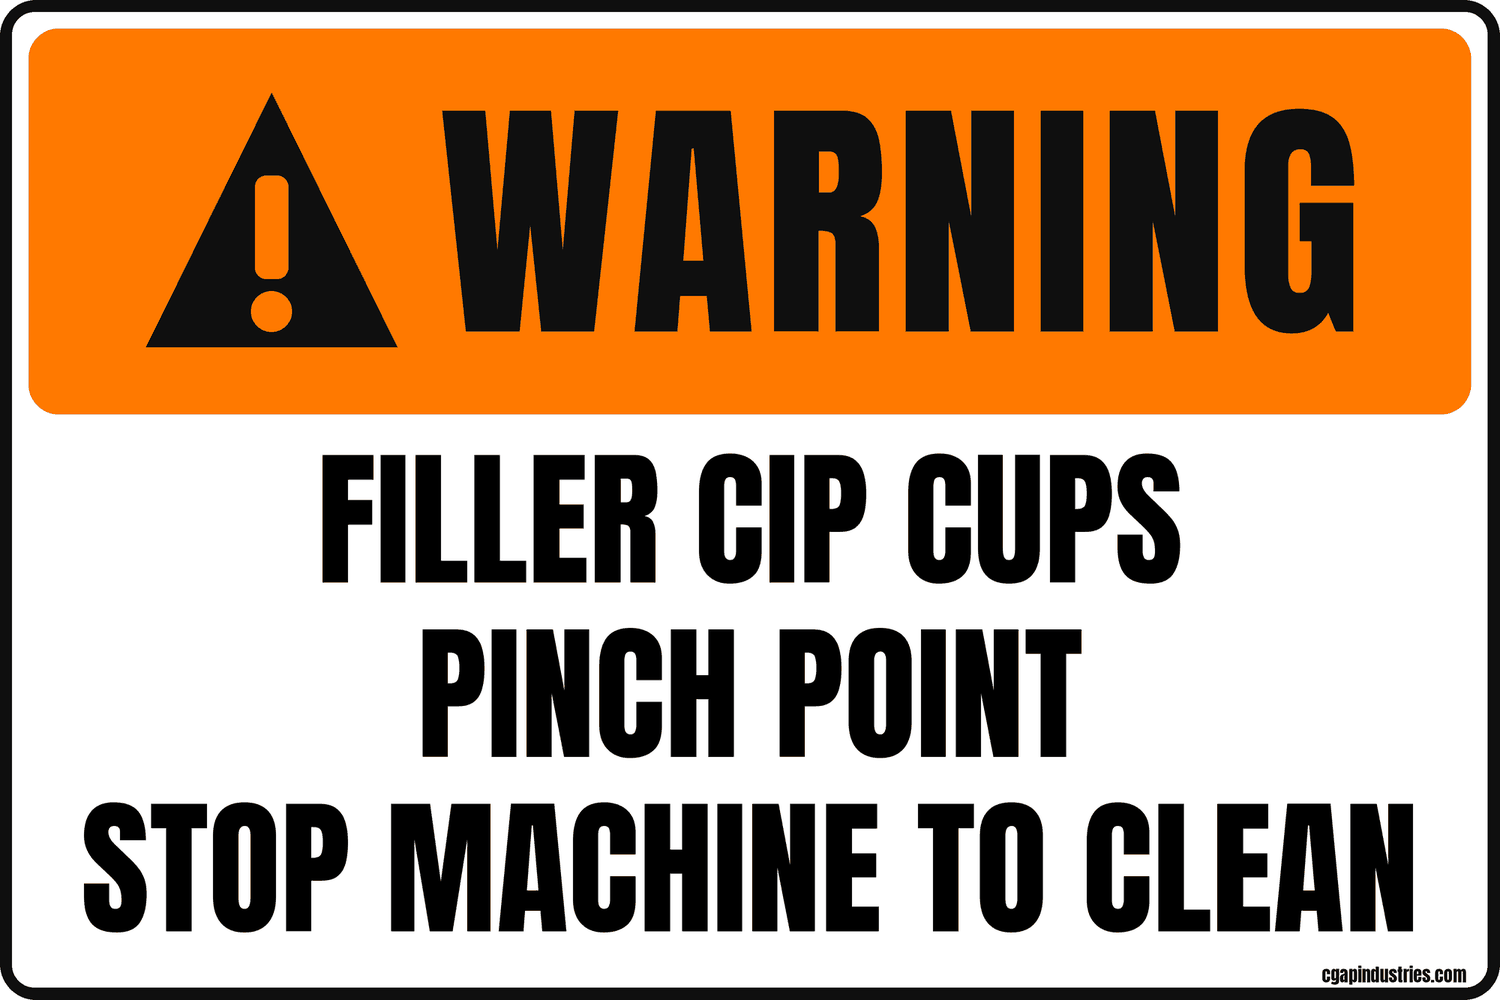 WARNING
FILLER CIP CUPS
PINCH POINT
STOP MACHINE TO CLEAN
cgapindustries.com